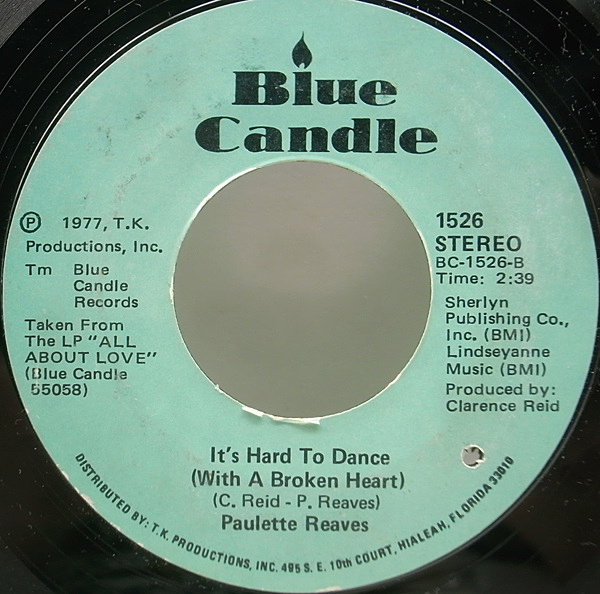 Blue
Candle
℗ 1977, T.K.
Productions, Inc.
Tm Blue
Candle
Records
Taken From
The LP "ALL
ABOUT LOVE"
(Blue Candle
55058)
1526
STEREO
BC-1526-B
Time: 2:39
Sherlyn
Publishing Co.,
Inc. (BMI)
Lindseyanne
Music (BMI)
Produced by:
Clarence Reid
It's Hard To Dance
(With A Broken Heart)
(C. Reid - P. Reaves)
Paulette Reaves
DISTRIBUTED BY: T.K. PRODUCTIONS, INC. 495 S. E. 10th COURT, HIALEAH, FLORIDA 33010